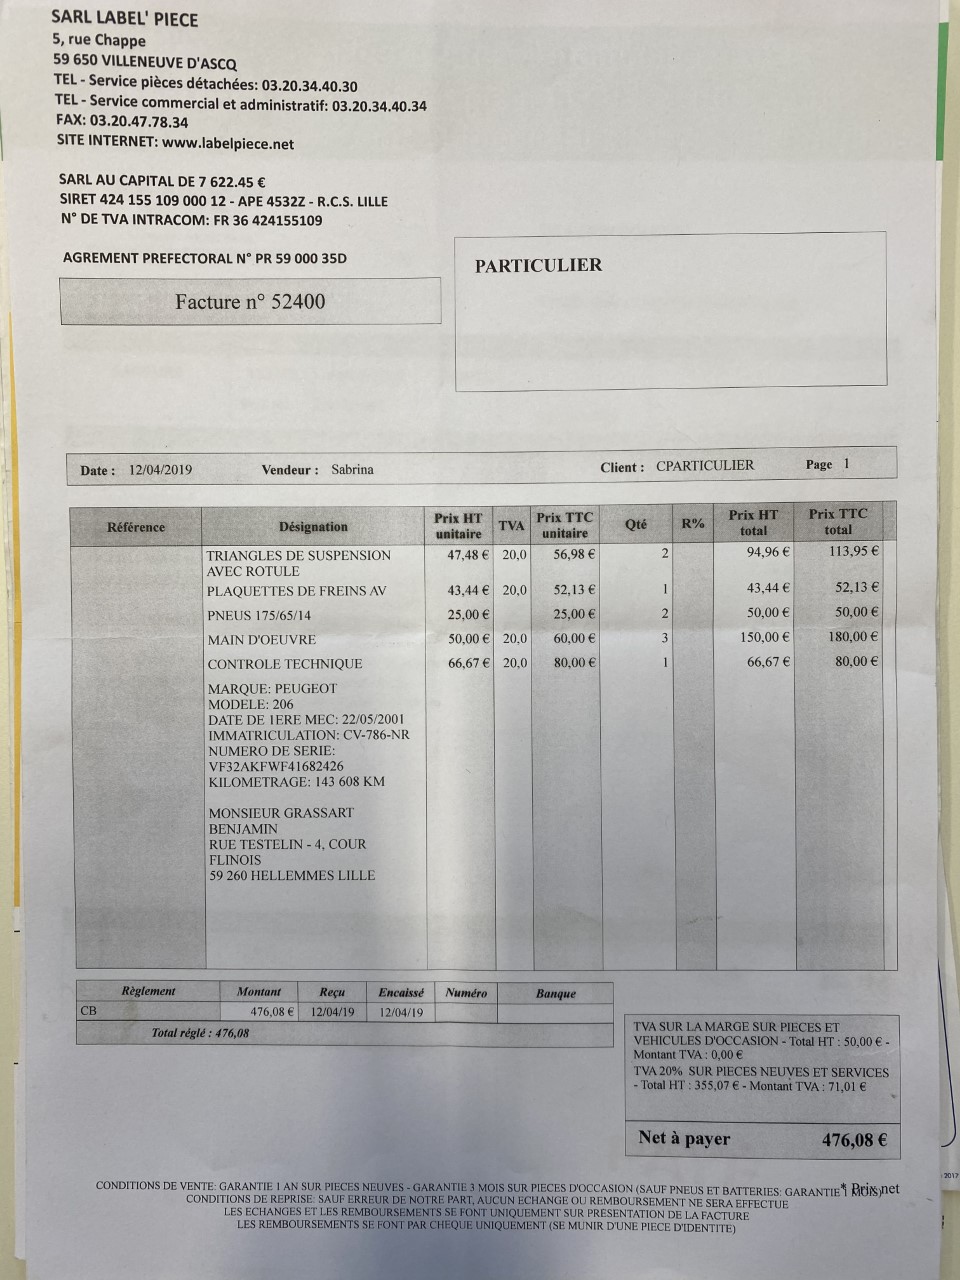 SARL LABEL' PIECE
5, rue Chappe
59 650 VILLENEUVE D'ASCQ
TEL - Service pièces détachées: 03.20.34.40.30
TEL - Service commercial et administratif: 03.20.34.40.34
FAX: 03.20.47.78.34
SITE INTERNET: www.labelpiece.net
SARL AU CAPITAL DE 7 622.45 €
SIRET 424 155 109 000 12 - APE 4532Z - R.C.S. LILLE
N° DE TVA INTRACOM: FR 36 424155109
AGREMENT PREFECTORAL N° PR 59 000 35D
PARTICULIER
Facture n° 52400
Date : 12/04/2019 Vendeur : Sabrina Client : CPARTICULIER Page 1
Référence Désignation Prix HT unitaire TVA Prix TTC unitaire Qté R% Prix HT total Prix TTC total
TRIANGLES DE SUSPENSION 47,48 € 20,0 56,98 € 2 94,96 € 113,95 €
AVEC ROTULE
PLAQUETTES DE FREINS AV 43,44 € 20,0 52,13 € 1 43,44 € 52,13 €
PNEUS 175/65/14 25,00 € 25,00 € 2 50,00 € 50,00 €
MAIN D'OEUVRE 50,00 € 20,0 60,00 € 3 150,00 € 180,00 €
CONTROLE TECHNIQUE 66,67 € 20,0 80,00 € 1 66,67 € 80,00 €
MARQUE: PEUGEOT
MODELE: 206
DATE DE 1ERE MEC: 22/05/2001
IMMATRICULATION: CV-786-NR
NUMERO DE SERIE:
VF32AKFWF41682426
KILOMETRAGE: 143 608 KM
MONSIEUR GRASSART
BENJAMIN
RUE TESTELIN - 4, COUR
FLINOIS
59 260 HELLEMMES LILLE
Règlement Montant Reçu Encaissé Numéro Banque
CB 476,08 € 12/04/19 12/04/19
Total réglé : 476,08
TVA SUR LA MARGE SUR PIECES ET
VEHICULES D'OCCASION - Total HT : 50,00 € -
Montant TVA : 0,00 €
TVA 20% SUR PIECES NEUVES ET SERVICES
- Total HT : 355,07 € - Montant TVA : 71,01 €
Net à payer 476,08 €
2017
* Prix net
CONDITIONS DE VENTE: GARANTIE 1 AN SUR PIECES NEUVES - GARANTIE 3 MOIS SUR PIECES D'OCCASION (SAUF PNEUS ET BATTERIES: GARANTIE 1 MOIS)
CONDITIONS DE REPRISE: SAUF ERREUR DE NOTRE PART, AUCUN ECHANGE OU REMBOURSEMENT NE SERA EFFECTUE
LES ECHANGES ET LES REMBOURSEMENTS SE FONT UNIQUEMENT SUR PRESENTATION DE LA FACTURE
LES REMBOURSEMENTS SE FONT PAR CHEQUE UNIQUEMENT (SE MUNIR D'UNE PIECE D'IDENTITE)